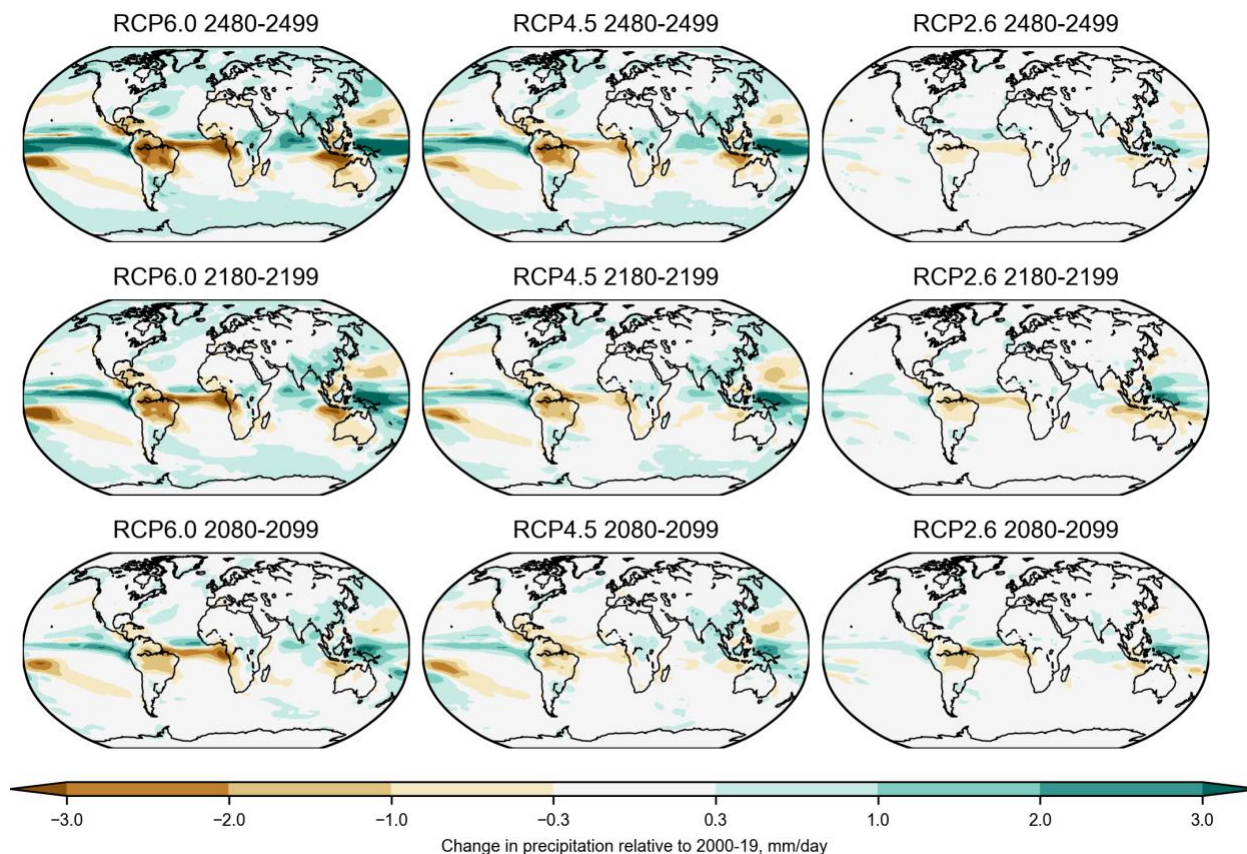 RCP6.0 2480-2499
RCP4.5 2480-2499
RCP2.6 2480-2499
RCP6.0 2180-2199
RCP4.5 2180-2199
RCP2.6 2180-2199
RCP6.0 2080-2099
RCP4.5 2080-2099
RCP2.6 2080-2099
−3.0 −2.0 −1.0 −0.3 0.3 1.0 2.0 3.0
Change in precipitation relative to 2000-19, mm/day